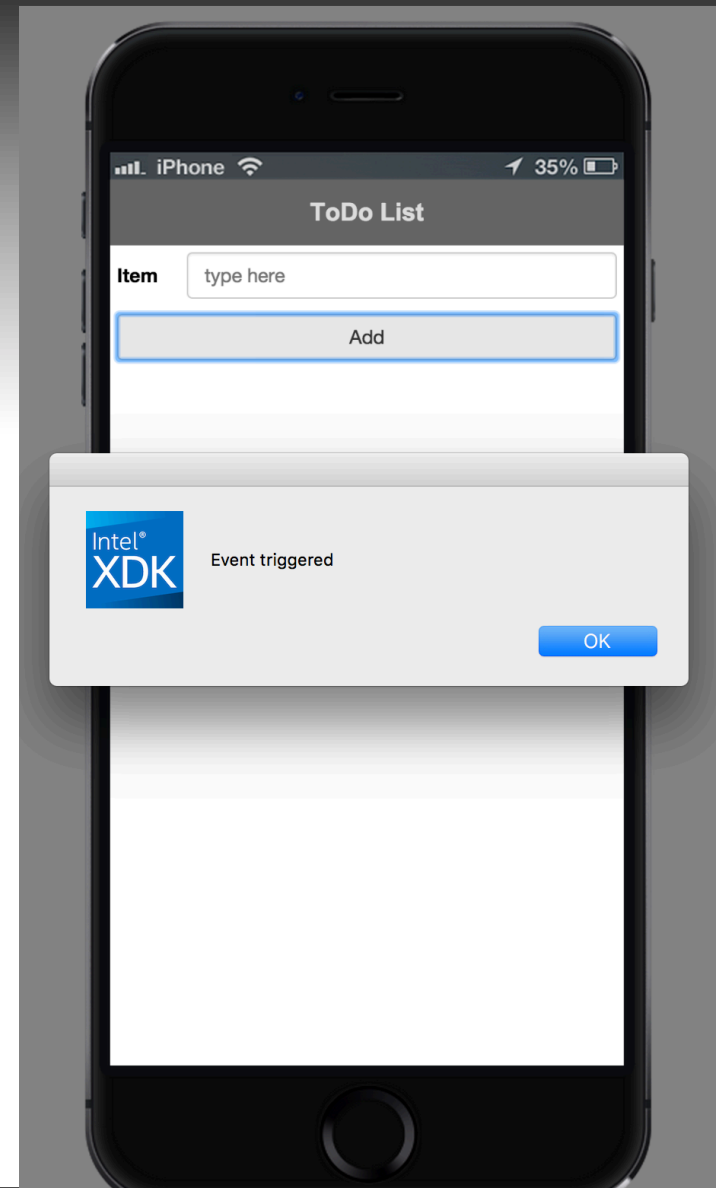 iPhone 35%
ToDo List
Item type here
Add
Intel®
XDK
Event triggered
OK